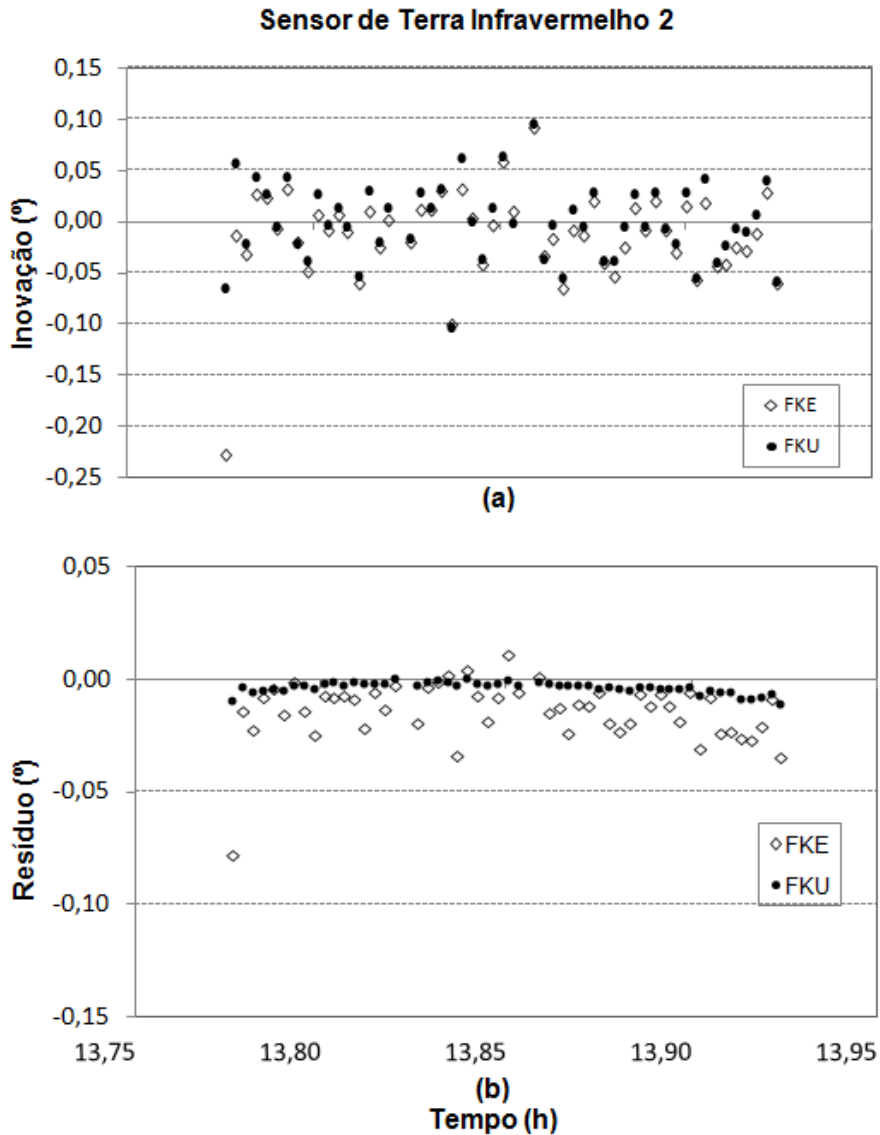 Sensor de Terra Infravermelho 2
0,15
0,10
0,05
0,00
-0,05
-0,10
-0,15
-0,20
-0,25
Inovação (º)
FKE
FKU
(a)
0,05
0,00
-0,05
-0,10
-0,15
Resíduo (º)
FKE
FKU
13,75 13,80 13,85 13,90 13,95
(b)
Tempo (h)